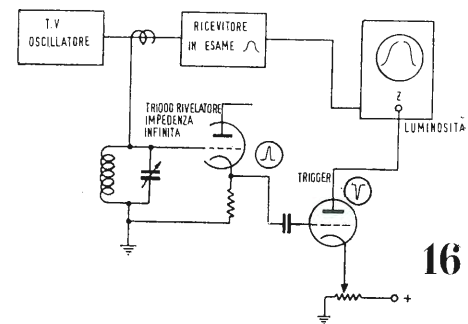 T.V
OSCILLATORE
RICEVITORE
IN ESAME
Z
LUMINOSITÀ
TRIODO RIVELATORE
IMPEDENZA
INFINITA
TRIGGER
16
+